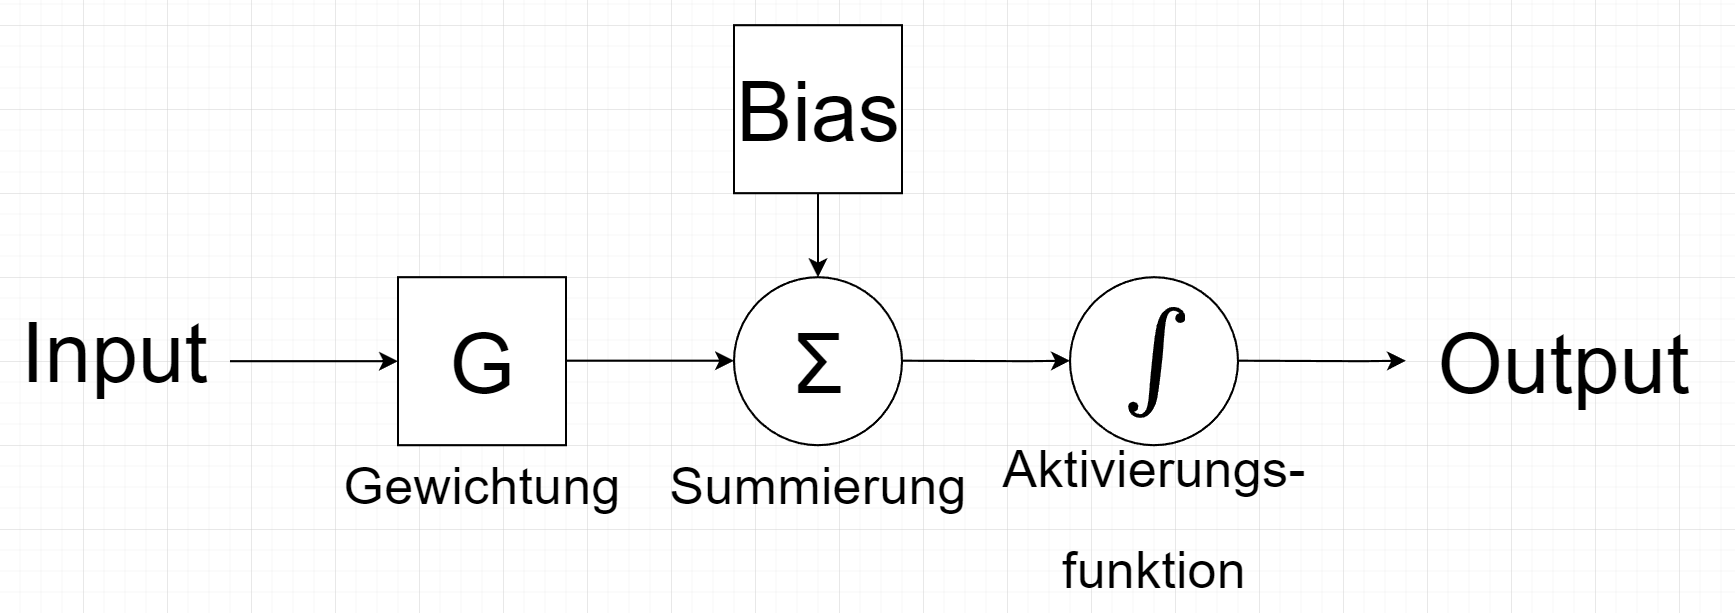 Bias
Input
G
Σ
∫
Output
Gewichtung
Summierung
Aktivierungs-
funktion